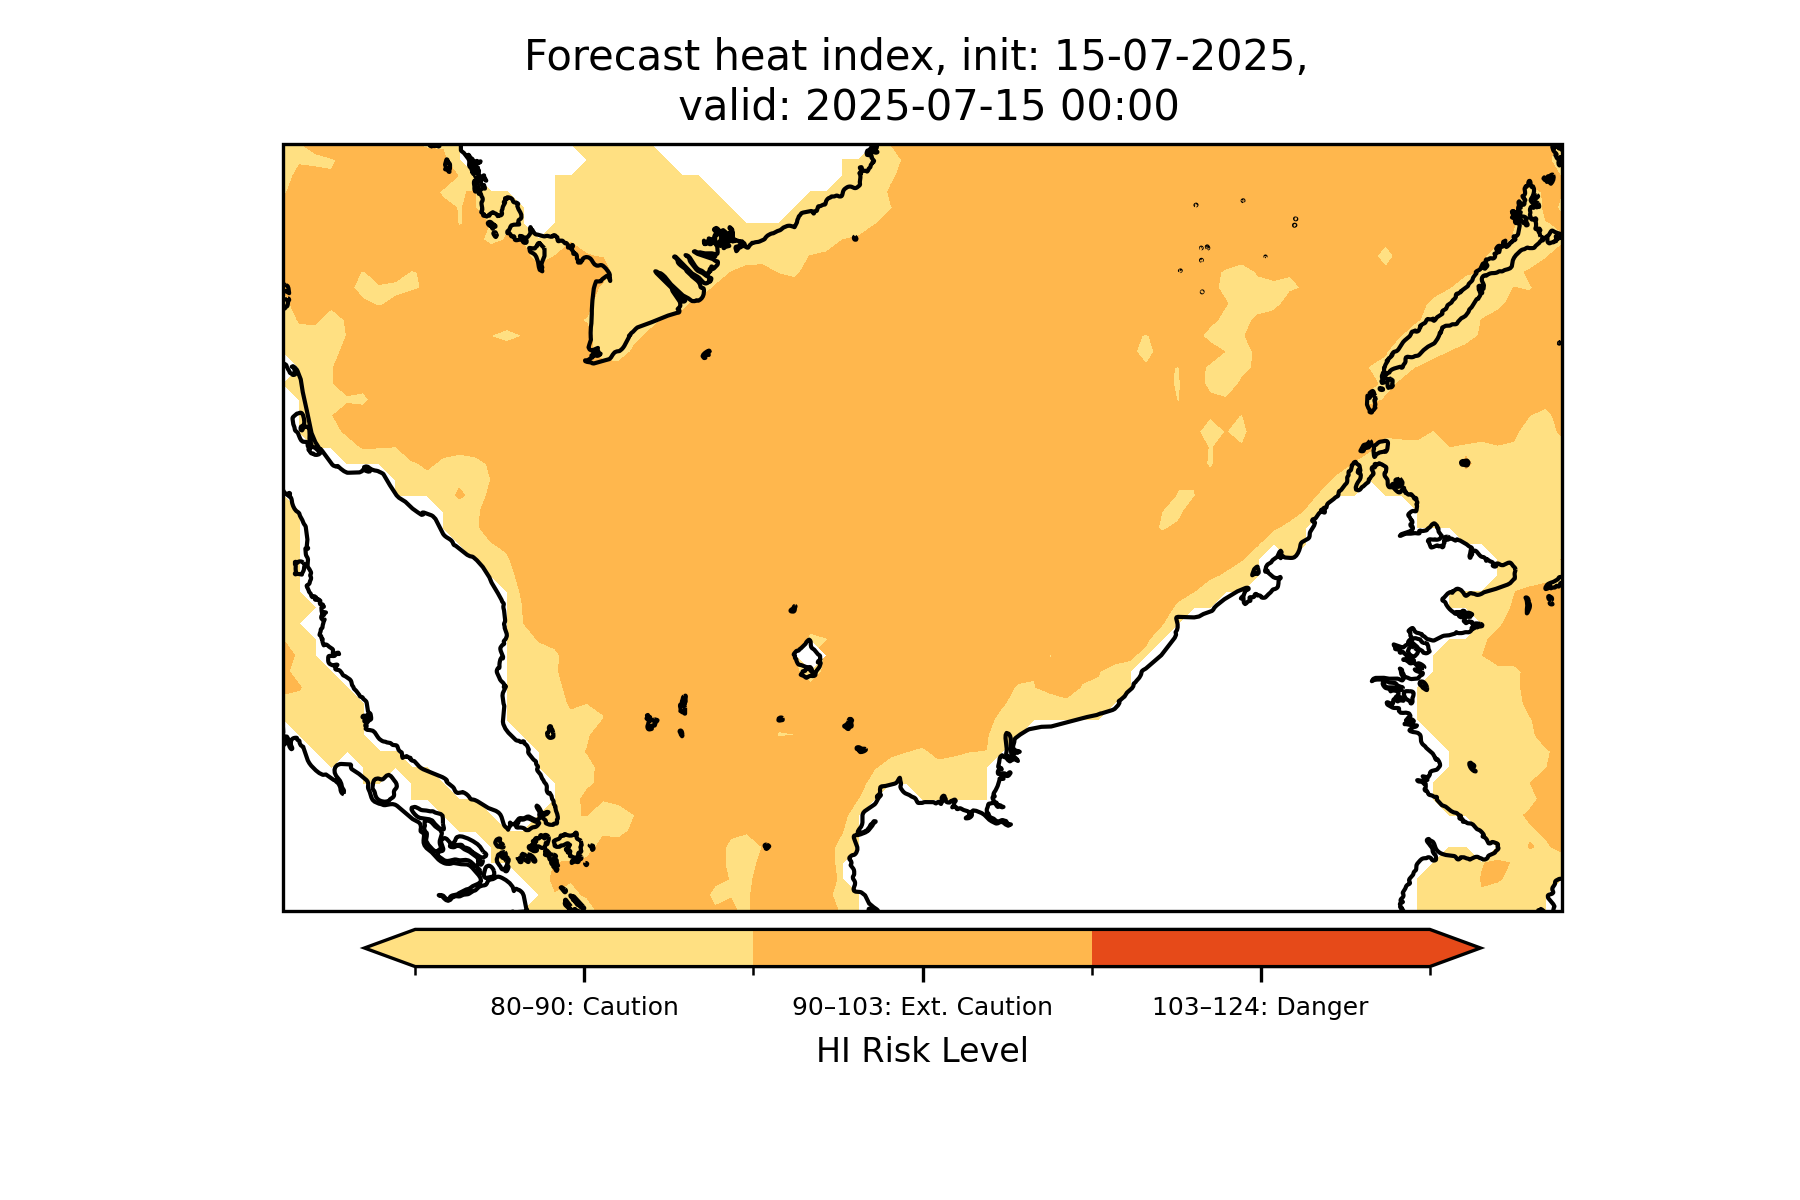 Forecast heat index, init: 15-07-2025,
valid: 2025-07-15 00:00
80–90: Caution
90–103: Ext. Caution
103–124: Danger
HI Risk Level